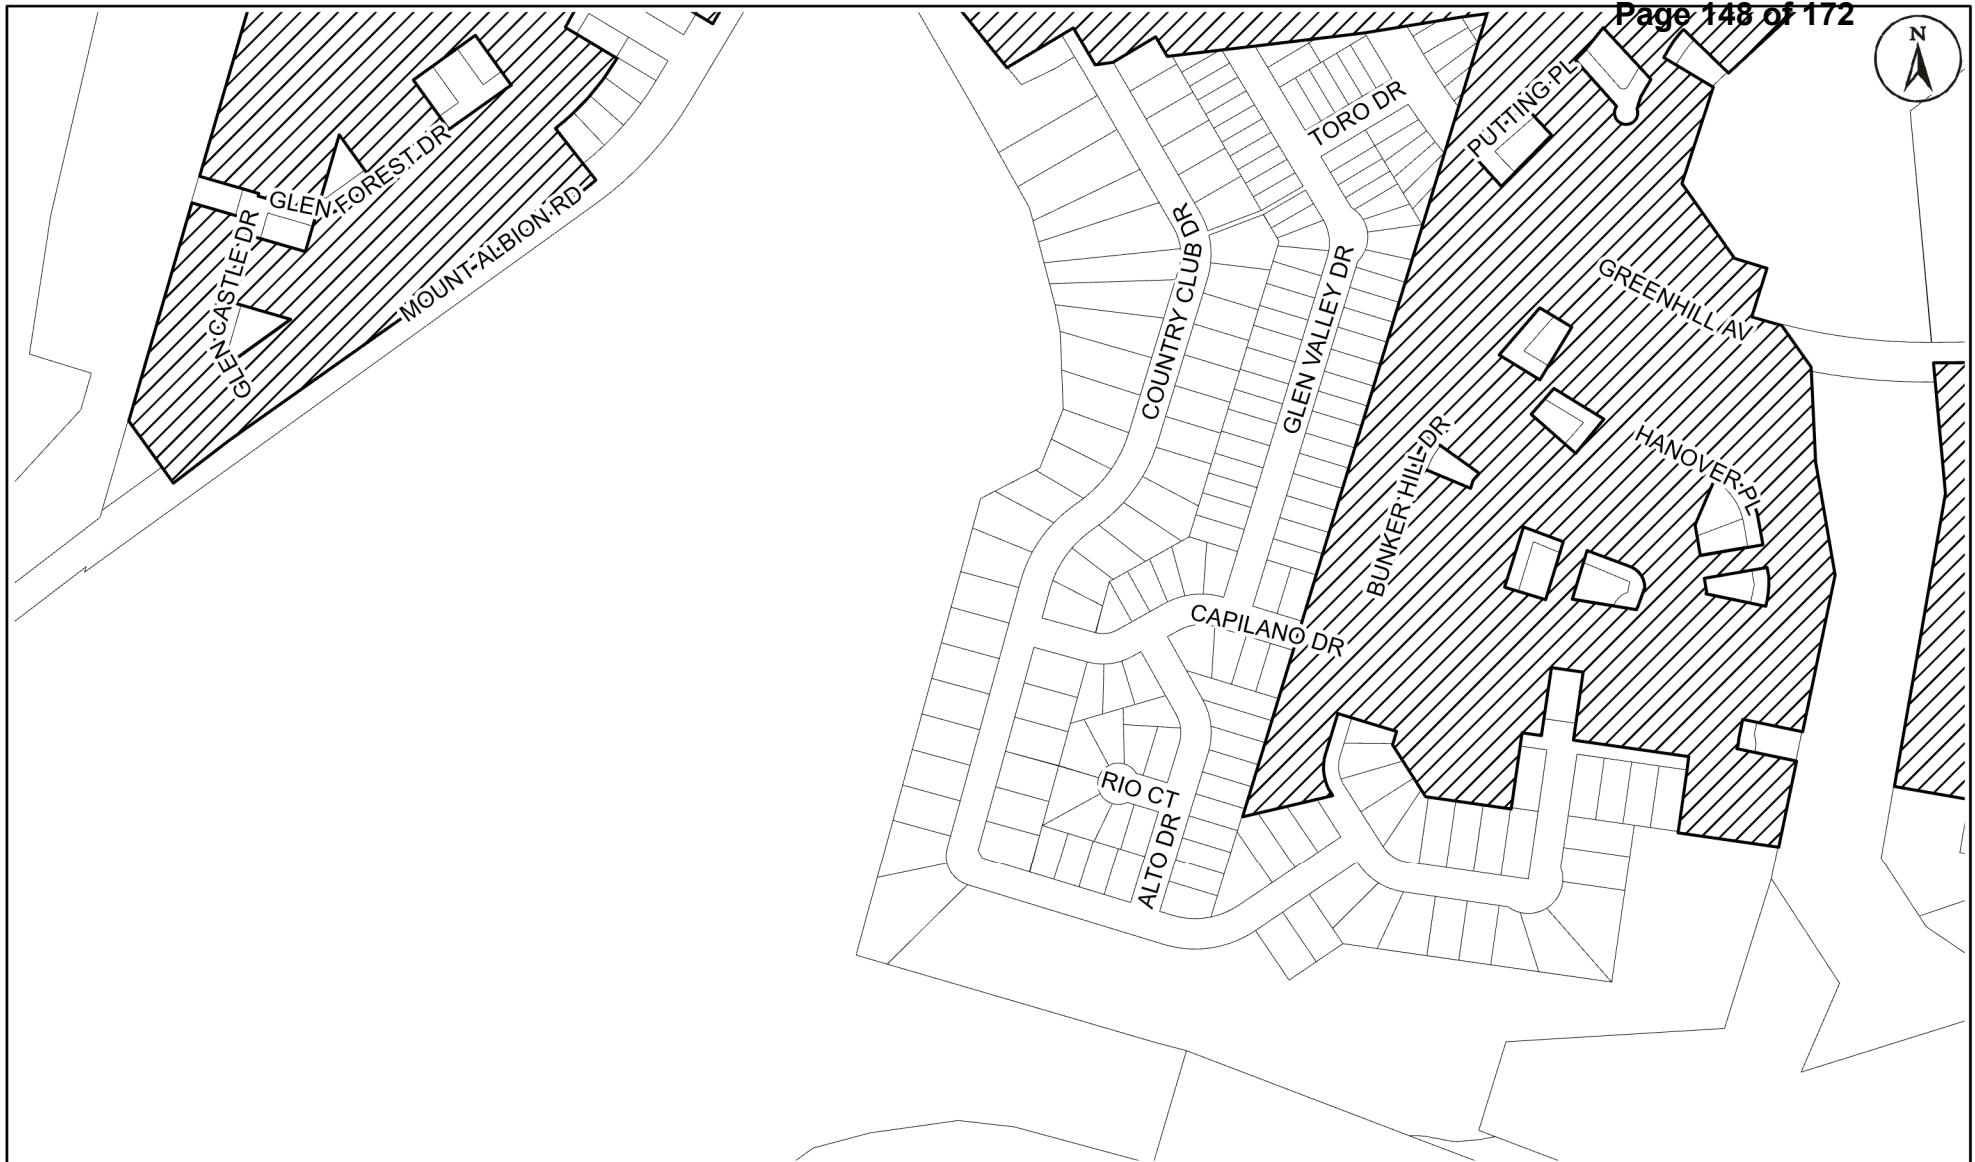 Page 148 of 172
N
PUTTING PL
TORO DR
GLEN FOREST DR
MOUNT ALBION RD
GLEN CASTLE DR
GLEN
COUNTRY CLUB DR
GLEN VALLEY DR
GREENHILL AV
HANOVER PL
BUNKER HILL DR
CAPILANO DR
RIO CT
ALTO DR